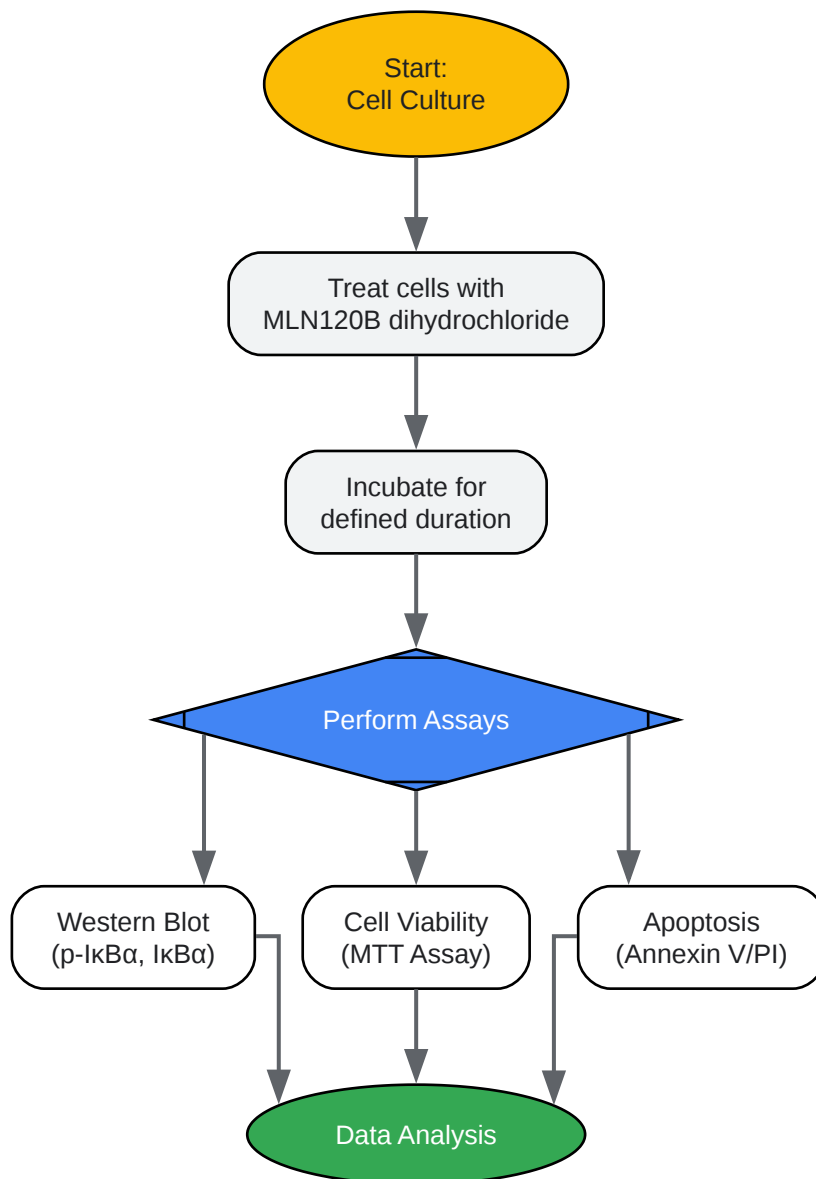 Start:
Cell Culture
Treat cells with
MLN120B dihydrochloride
Incubate for
defined duration
Perform Assays
Western Blot
(p-IκBα, IκBα)
Cell Viability
(MTT Assay)
Apoptosis
(Annexin V/PI)
Data Analysis